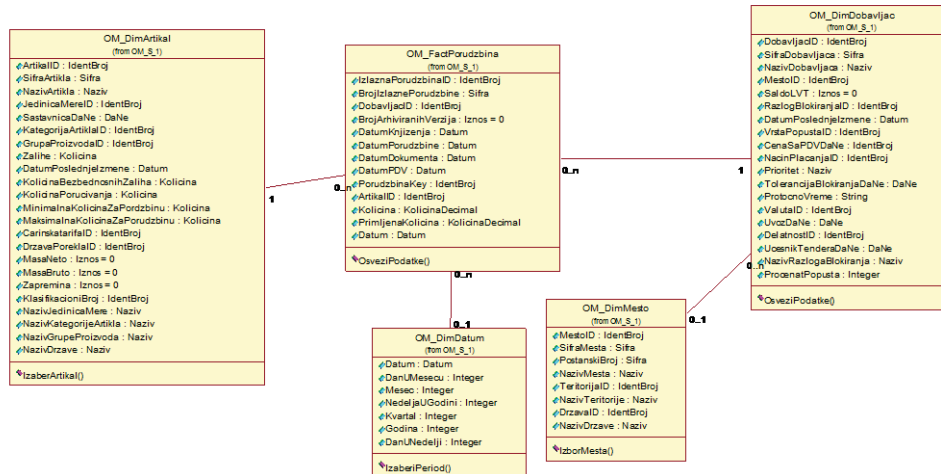 OM_DimArtikal
(from OM_S_1)
ArtikalID : IdentBroj
SifraArtikla : Sifra
NazivArtikla : Naziv
JedinicaMereID : IdentBroj
SastavnicaDaNe : DaNe
KategorijaArtiklaID : IdentBroj
GrupaProizvodaID : IdentBroj
Zalihe : Kolicina
DatumPoslednjeIzmene : Datum
KolicinaBezbednosnihZaliha : Kolicina
KolicinaPorucivanja : Kolicina
MinimalnaKolicinaZaPordzbinu : Kolicina
MaksimalnaKolicinaZaPorudzbinu : Kolicina
CarinskatarifaID : IdentBroj
DrzavaPoreklaID : IdentBroj
MasaNeto : Iznos = 0
MasaBruto : Iznos = 0
Zapremina : Iznos = 0
KlasifikacioniBroj : IdentBroj
NazivJedinicaMere : Naziv
NazivKategorijeArtikla : Naziv
NazivGrupeProizvoda : Naziv
NazivDrzave : Naziv
IzaberArtikal()
1
0..n
OM_FactPorudzbina
(from OM_S_1)
IzlaznaPorudzbinaID : IdentBroj
BrojIzlaznePorudzbine : Sifra
DobavljacID : IdentBroj
BrojArhiviranihVerzija : Iznos = 0
DatumKnjizenja : Datum
DatumPorudzbine : Datum
DatumDokumenta : Datum
DatumPDV : Datum
PorudzbinaKey : IdentBroj
ArtikalID : IdentBroj
Kolicina : KolicinaDecimal
PrimljenaKolicina : KolicinaDecimal
Datum : Datum
OsveziPodatke()
0..n
1
0..n
0..1
OM_DimDatum
(from OM_S_1)
Datum : Datum
DanUMesecu : Integer
Mesec : Integer
NedeljaUGodini : Integer
Kvartal : Integer
Godina : Integer
DanUNedelji : Integer
IzaberiPeriod()
OM_DimDobavljac
(from OM_S_1)
DobavljacID : IdentBroj
SifraDobavljaca : Sifra
NazivDobavljaca : Naziv
MestoID : IdentBroj
SaldoLVT : Iznos = 0
RazlogBlokiranjaID : IdentBroj
DatumPoslednjeIzmene : Datum
VrstaPopustaID : IdentBroj
CenaSaPDVDaNe : IdentBroj
NacinPlacanjaID : IdentBroj
Prioritet : Naziv
TolerancijaBlokiranjaDaNe : DaNe
ProtocnoVreme : String
ValutaID : IdentBroj
UvozDaNe : DaNe
DelatnostID : IdentBroj
UcesnikTenderaDaNe : DaNe
NazivRazlogaBlokiranja : Naziv
ProcenatPopusta : Integer
OsveziPodatke()
0..n
0..1
OM_DimMesto
(from OM_S_1)
MestoID : IdentBroj
SifraMesta : Sifra
PostanskiBroj : Sifra
NazivMesta : Naziv
TeritorijaID : IdentBroj
NazivTeritorije : Naziv
DrzavaID : IdentBroj
NazivDrzave : Naziv
IzborMesta()